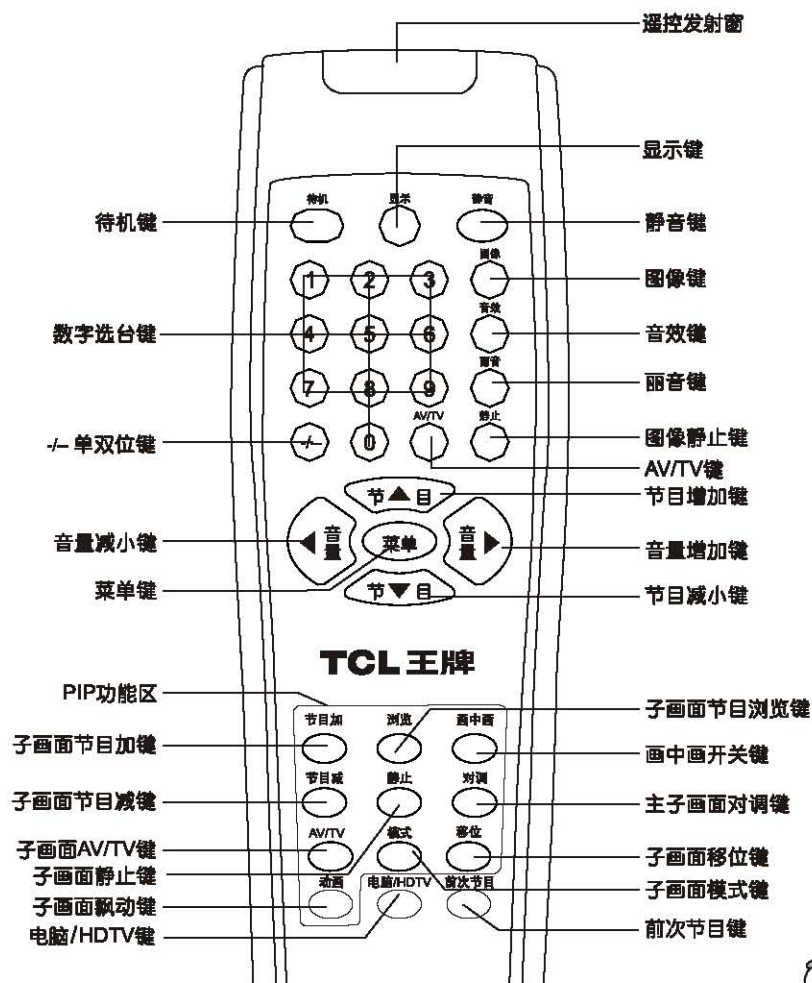 遥控发射窗
显示键
待机
显示
静音
待机键
静音键
图像
1
2
3
图像键
音效
数字选台键
4
5
6
音效键
丽音
7
8
9
丽音键
AV/TV
静止
-/-- 单双位键
-/-
0
图像静止键
AV/TV键
节▲目
节目增加键
音量减小键
◀音量
菜单
音量▶
音量增加键
菜单键
节▼目
节目减小键
TCL王牌
PIP功能区
节目加
浏览
画中画
子画面节目浏览键
子画面节目加键
画中画开关键
节目减
静止
对调
子画面节目减键
主子画面对调键
AV/TV
模式
移位
子画面AV/TV键
子画面移位键
子画面静止键
动画
电脑/HDTV
前次节目
子画面模式键
子画面飘动键
前次节目键
电脑/HDTV键